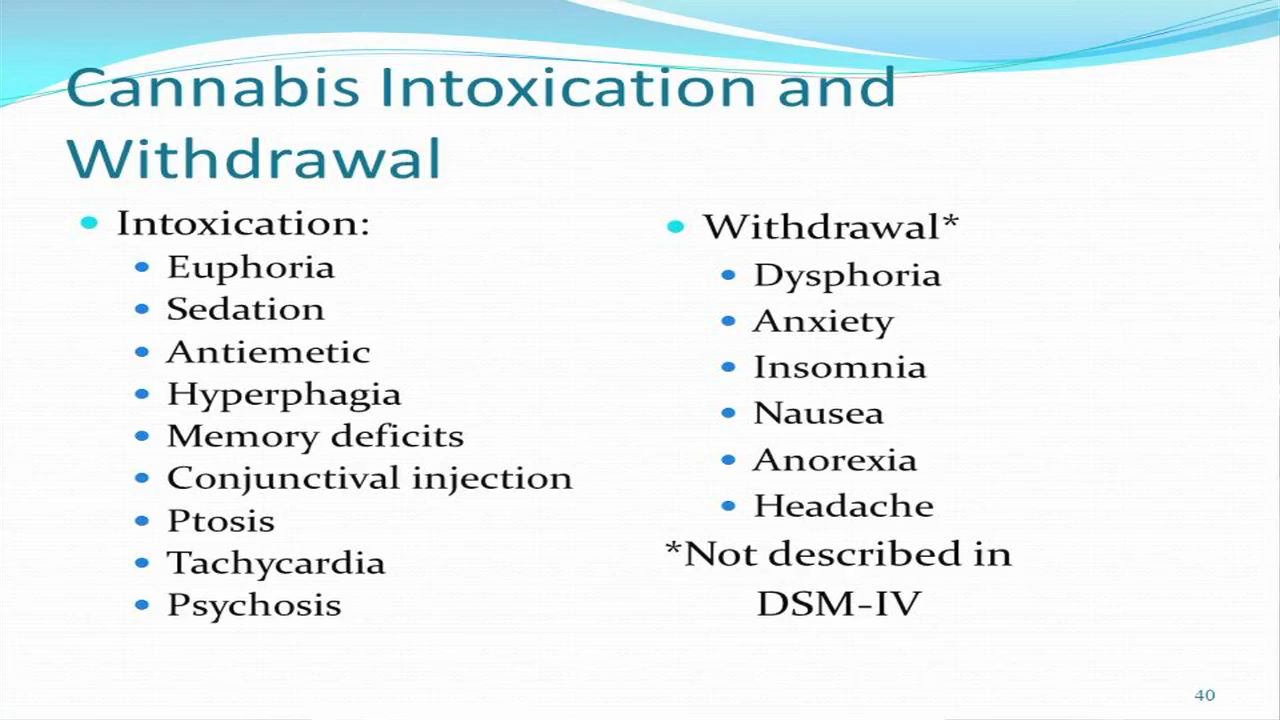 Cannabis Intoxication and
Withdrawal
• Intoxication:
• Euphoria
• Sedation
• Antiemetic
• Hyperphagia
• Memory deficits
• Conjunctival injection
• Ptosis
• Tachycardia
• Psychosis
• Withdrawal*
• Dysphoria
• Anxiety
• Insomnia
• Nausea
• Anorexia
• Headache
*Not described in
DSM-IV
40